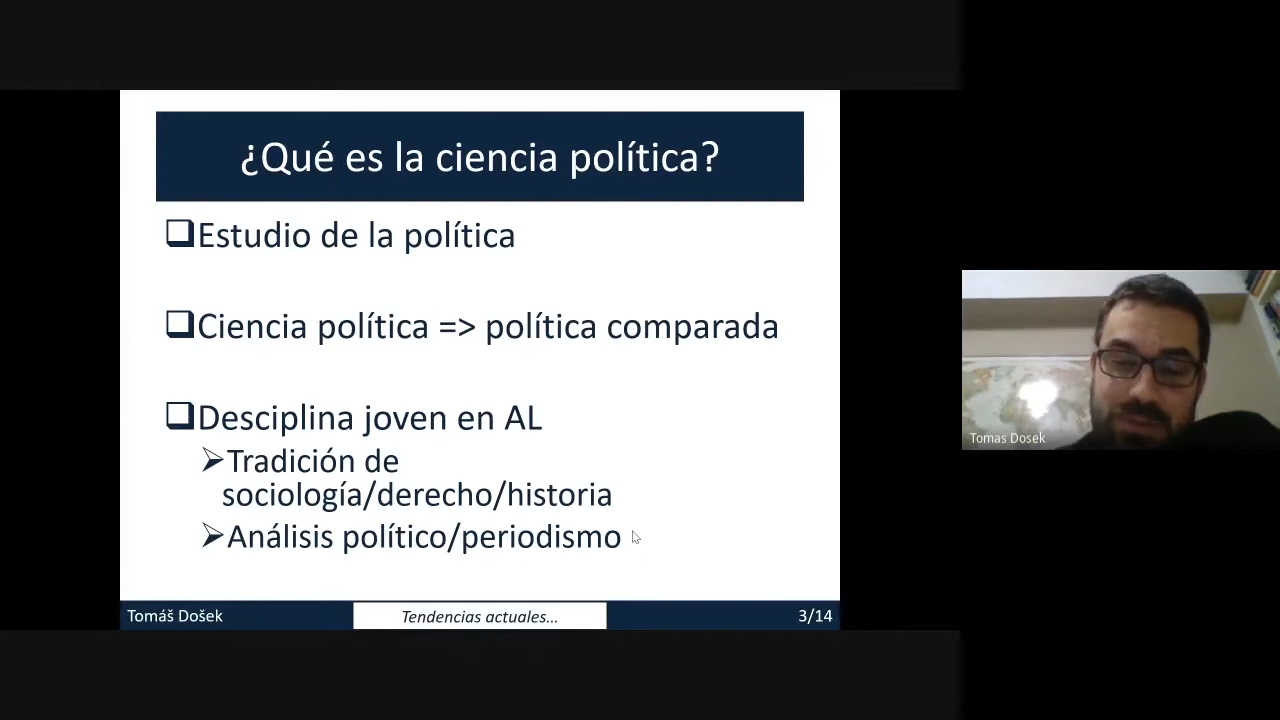 ¿Qué es la ciencia política?
❑Estudio de la política
❑Ciencia política => política comparada
❑Desciplina joven en AL
➢Tradición de
sociología/derecho/historia
➢Análisis político/periodismo
Tomáš Došek
Tendencias actuales...
3/14
Tomas Dosek